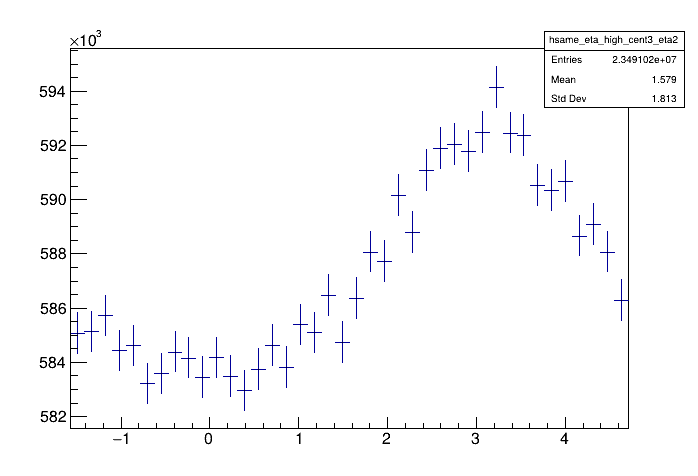 ×10³
hsame_eta_high_cent3_eta2
Entries 2.349102e+07
Mean 1.579
Std Dev 1.813
594
592
590
588
586
584
582
−1 0 1 2 3 4